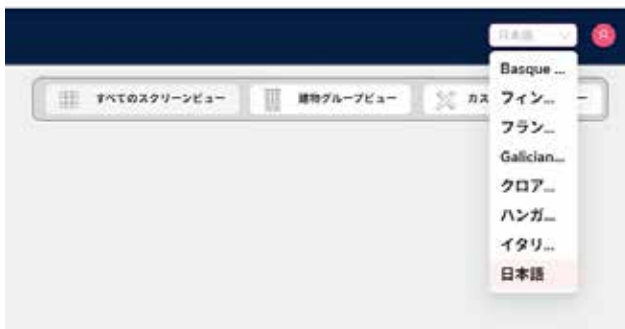 日本語
すべてのスクリーンビュー
建物グループビュー
カス
ー
Basque ...
フィン...
フラン...
Galician...
クロア...
ハンガ...
イタリ...
日本語